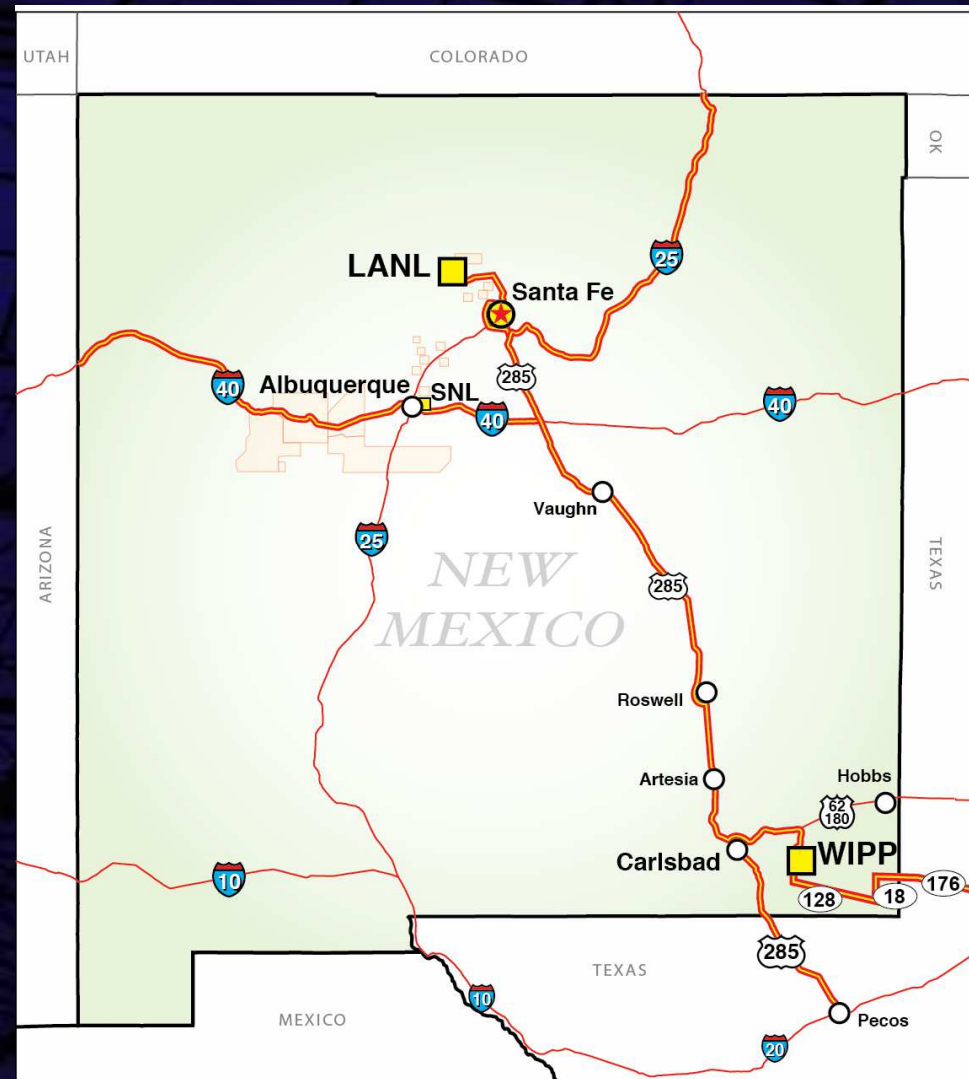 UTAH
COLORADO
OK
LANL
25
Santa Fe
285
40
Albuquerque
SNL
40
40
Vaughn
25
ARIZONA
TEXAS
NEW
MEXICO
285
Roswell
Artesia
Hobbs
62
180
Carlsbad
WIPP
10
128
18
176
285
TEXAS
10
MEXICO
Pecos
20